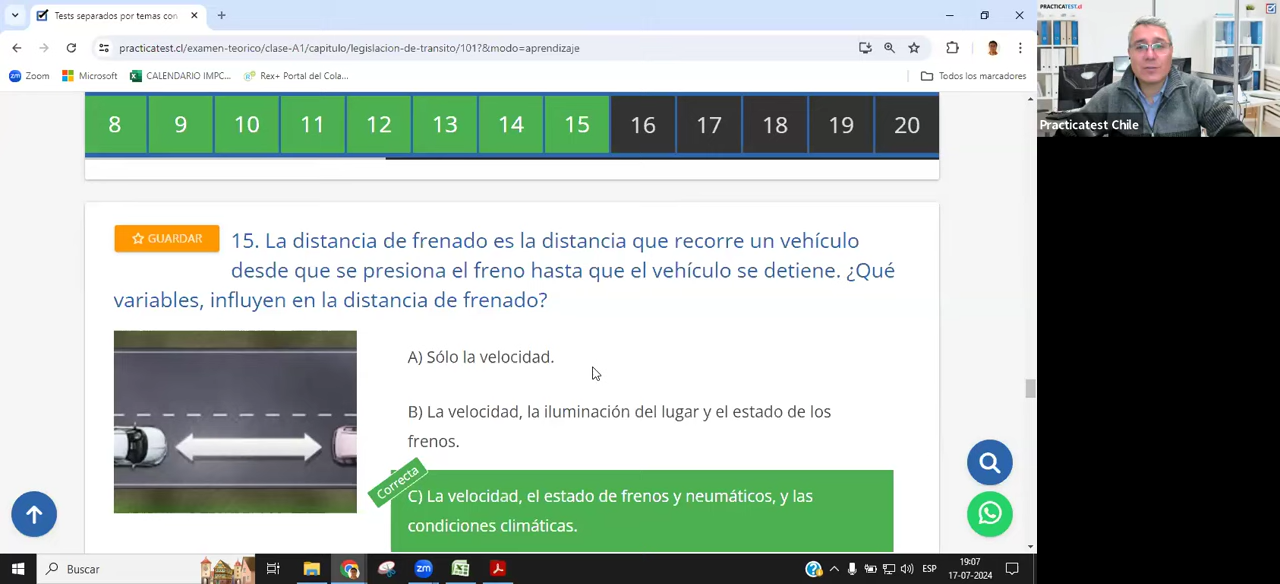 Tests separados por temas con
practicatest.cl/examen-teorico/clase-A1/capitulo/legislacion-de-transito/101?&modo=aprendizaje
Zoom
Microsoft
CALENDARIO IMPC...
Rex+ Portal del Cola...
Todos los marcadores
PRACTICATEST.cl
Practicatest Chile
8 9 10 11 12 13 14 15 16 17 18 19 20
GUARDAR
15. La distancia de frenado es la distancia que recorre un vehículo
desde que se presiona el freno hasta que el vehículo se detiene. ¿Qué
variables, influyen en la distancia de frenado?
A) Sólo la velocidad.
B) La velocidad, la iluminación del lugar y el estado de los
frenos.
Correcta
C) La velocidad, el estado de frenos y neumáticos, y las
condiciones climáticas.
Buscar
zm
ESP
19:07
17-07-2024